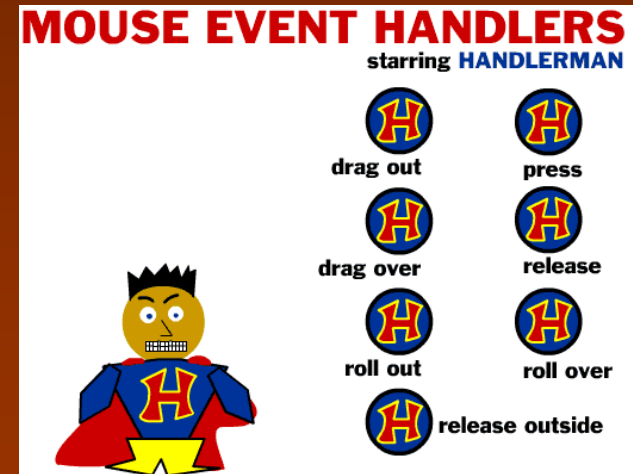 MOUSE EVENT HANDLERS
starring HANDLERMAN
H H
drag out press
H H
drag over release
H H
roll out roll over
H release outside
H